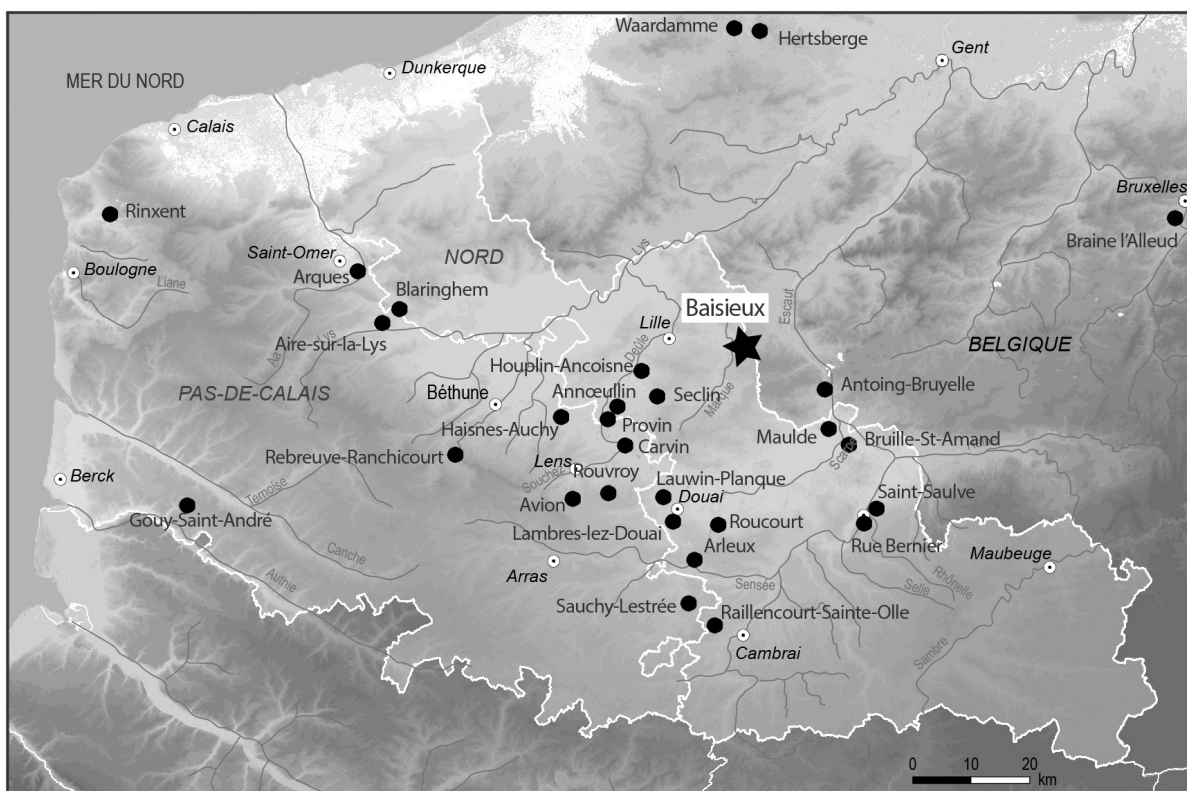 Waardamme
Hertsberge
Gent
Dunkerque
MER DU NORD
Calais
Bruxelles
Rinxent
Braine l'Alleud
Saint-Omer
NORD
Lys
Boulogne
Arques
Liane
Blaringhem
Baisieux
Escaut
Lille
Aa
Lys
Aire-sur-la-Lys
Deûle
BELGIQUE
Houplin-Ancoisne
PAS-DE-CALAIS
Béthune
Annœullin
Seclin
Marque
Antoing-Bruyelle
Haisnes-Auchy
Provin
Maulde
Bruille-St-Amand
Carvin
Rebreuve-Ranchicourt
Lens
Scarpe
Berck
Souchez
Rouvroy
Lauwin-Planque
Ternoise
Douai
Saint-Saulve
Avion
Gouy-Saint-André
Lambres-lez-Douai
Roucourt
Rue Bernier
Canche
Arleux
Maubeuge
Arras
Authie
Sensée
Selle
Rhônelle
Sauchy-Lestrée
Raillencourt-Sainte-Olle
Cambrai
Sambre
0 10 20
km